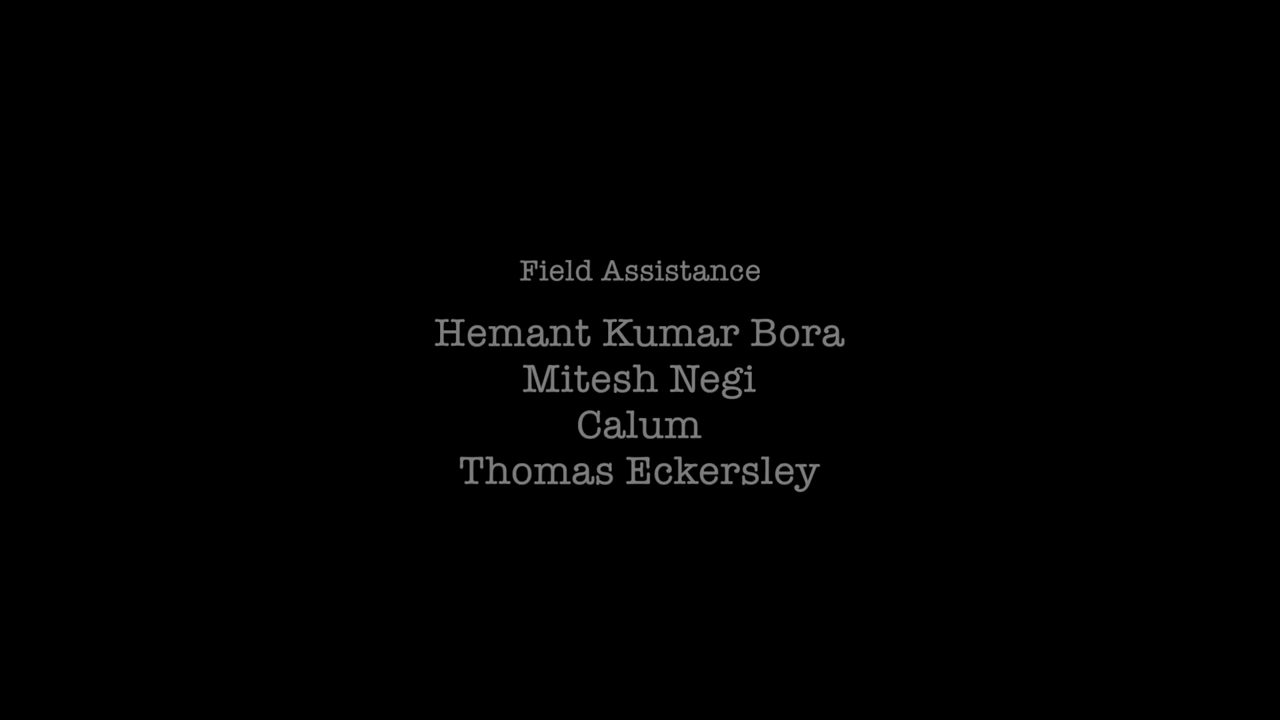 Field Assistance
Hemant Kumar Bora
Mitesh Negi
Calum
Thomas Eckersley